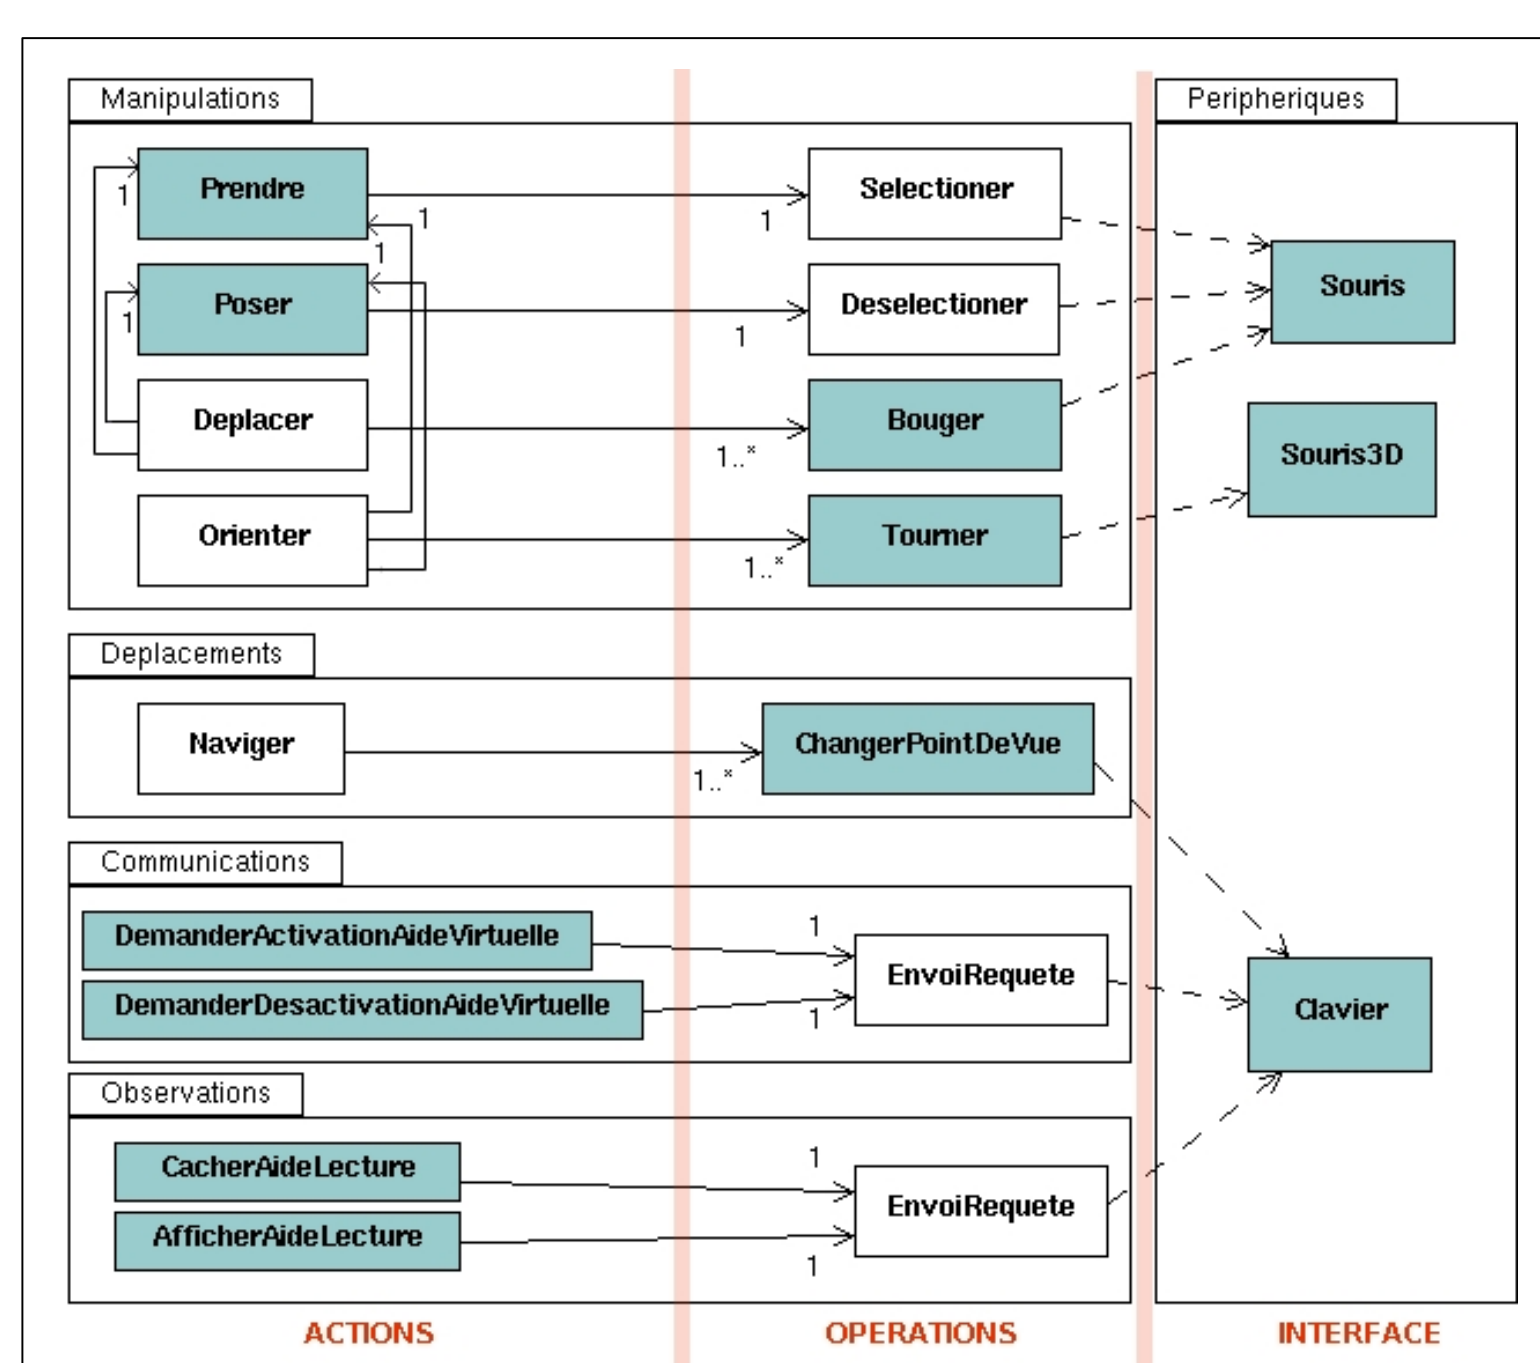 Manipulations
Peripheriques
Prendre
1
1
1
Selectioner
1
Souris
Poser
1
Deselectioner
1
Deplacer
Bouger
1..*
Souris3D
Orienter
Tourner
1..*
Deplacements
Naviger
ChangerPointDeVue
1..*
Communications
DemanderActivationAideVirtuelle
1
DemanderDesactivationAideVirtuelle
1
EnvoiRequete
Clavier
Observations
CacherAideLecture
1
AfficherAideLecture
1
EnvoiRequete
ACTIONS
OPERATIONS
INTERFACE